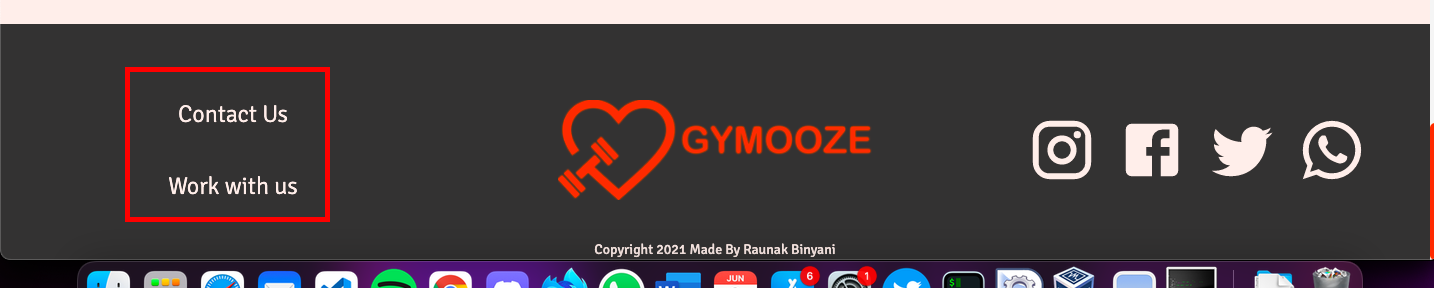 Contact Us
Work with us
GYMOOZE
Copyright 2021 Made By Raunak Binyani
JUN
6
1